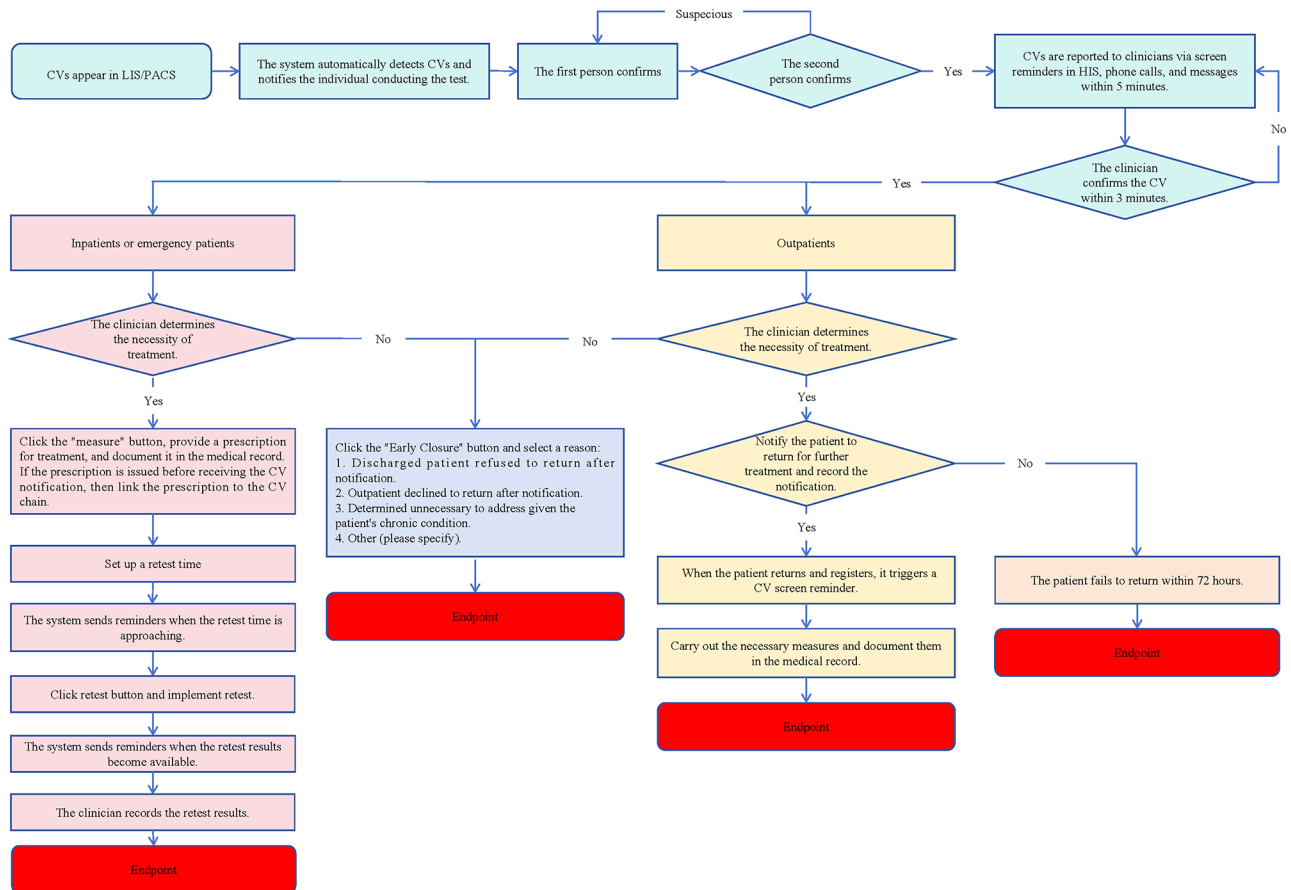 Suspicious
CVs appear in LIS/PACS
The system automatically detects CVs and
notifies the individual conducting the test.
The first person confirms
The second
person confirms
Yes
CVs are reported to clinicians via screen
reminders in HIS, phone calls, and messages
within 5 minutes.
No
The clinician
confirms the CV
within 3 minutes.
Yes
Inpatients or emergency patients
Outpatients
The clinician determines
the necessity of
treatment.
No
No
The clinician determines
the necessity of treatment.
Yes
Yes
Click the "measure" button, provide a prescription
for treatment, and document it in the medical record.
If the prescription is issued before receiving the CV
notification, then link the prescription to the CV
chain.
Click the "Early Closure" button and select a reason:
1. Discharged patient refused to return after
notification.
2. Outpatient declined to return after notification.
3. Determined unnecessary to address given the
patient's chronic condition.
4. Other (please specify).
Notify the patient to
return for further
treatment and record the
notification.
No
Yes
Set up a retest time
When the patient returns and registers, it triggers a
CV screen reminder.
The patient fails to return within 72 hours.
The system sends reminders when the retest time is
approaching.
Endpoint
Carry out the necessary measures and document them
in the medical record.
Endpoint
Click retest button and implement retest.
Endpoint
The system sends reminders when the retest results
become available.
The clinician records the retest results.
Endpoint